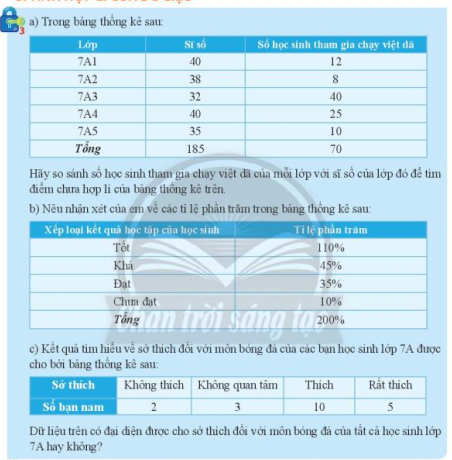 3
a) Trong bảng thống kê sau:
Lớp Sĩ số Số học sinh tham gia chạy việt dã
7A1 40 12
7A2 38 8
7A3 32 40
7A4 40 25
7A5 35 10
Tổng 185 70
Hãy so sánh số học sinh tham gia chạy việt dã của mỗi lớp với sĩ số của lớp đó để tìm
điểm chưa hợp lí của bảng thống kê trên.
b) Nêu nhận xét của em về các tỉ lệ phần trăm trong bảng thống kê sau:
Xếp loại kết quả học tập của học sinh Tỉ lệ phần trăm
Tốt 110%
Khá 45%
Đạt 35%
Chưa đạt 10%
Tổng 200%
Chân trời sáng tạo
c) Kết quả tìm hiểu về sở thích đối với môn bóng đá của các bạn học sinh lớp 7A được
cho bởi bảng thống kê sau:
Sở thích Không thích Không quan tâm Thích Rất thích
Số bạn nam 2 3 10 5
Dữ liệu trên có đại diện được cho sở thích đối với môn bóng đá của tất cả học sinh lớp
7A hay không?